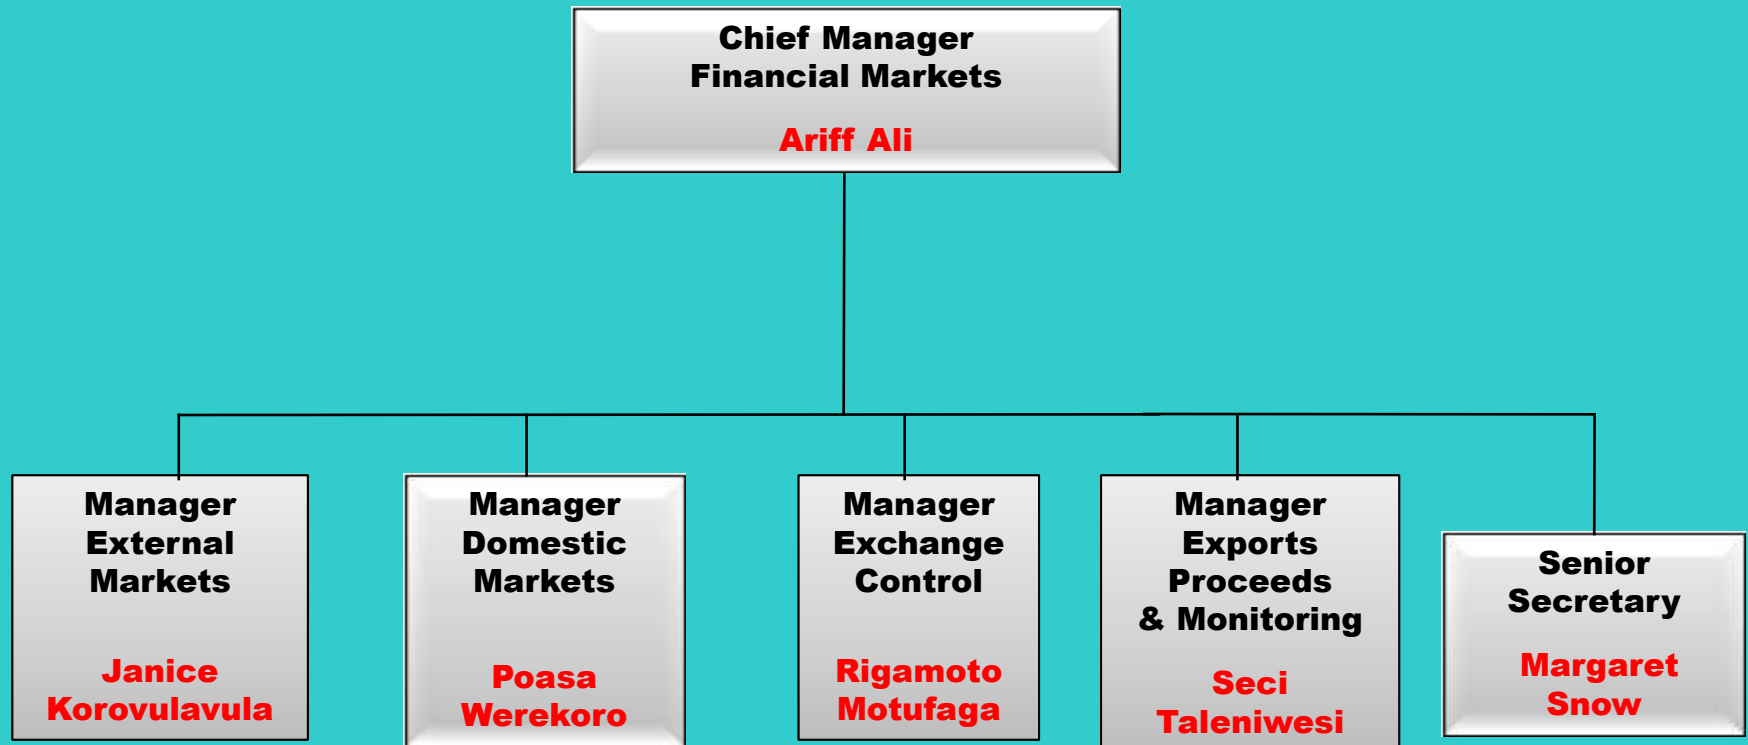 Chief Manager
Financial Markets
Ariff Ali
Manager
External
Markets
Janice
Korovulavula
Manager
Domestic
Markets
Poasa
Werekoro
Manager
Exchange
Control
Rigamoto
Motufaga
Manager
Exports
Proceeds
& Monitoring
Seci
Taleniwesi
Senior
Secretary
Margaret
Snow